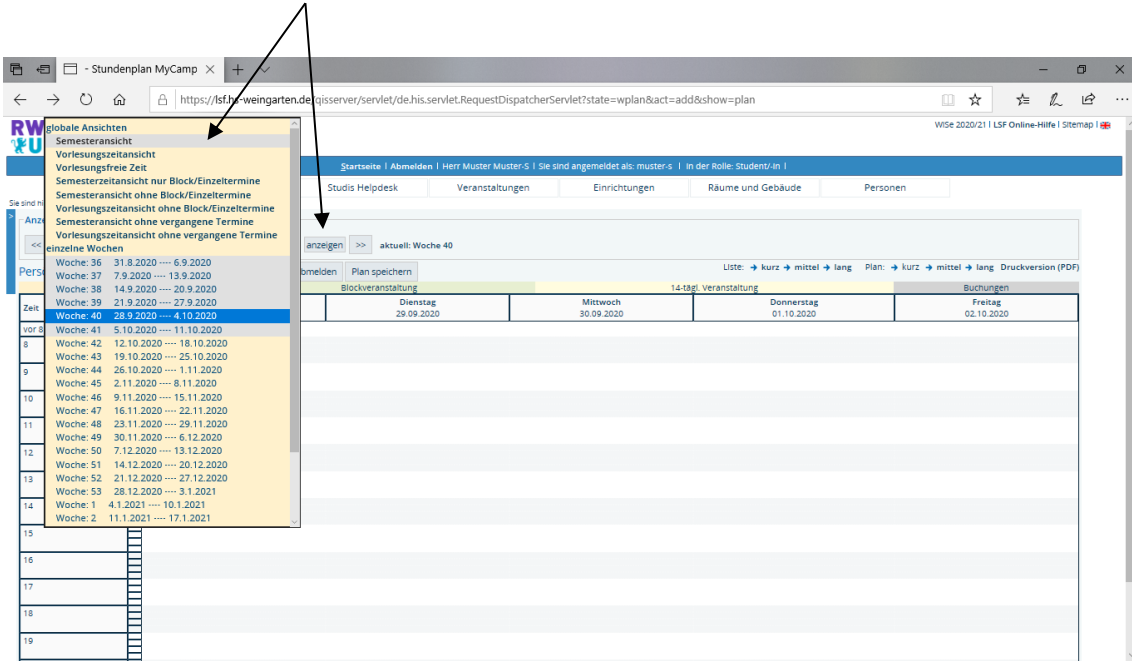 - Stundenplan MyCamp
https://lsf.hs-weingarten.de/qisserver/servlet/de.his.servlet.RequestDispatcherServlet?state=wplan&act=add&show=plan
RW
U
WiSe 2020/21 | LSF Online-Hilfe | Sitemap |
Startseite | Abmelden | Herr Muster Muster-S | Sie sind angemeldet als: muster-s | in der Rolle: Student/-in |
Studis Helpdesk Veranstaltungen Einrichtungen Räume und Gebäude Personen
Sie sind hi
globale Ansichten
Semesteransicht
Vorlesungszeitansicht
Vorlesungsfreie Zeit
Semesterzeitansicht nur Block/Einzeltermine
Semesteransicht ohne Block/Einzeltermine
Vorlesungszeitansicht ohne Block/Einzeltermine
Semesteransicht ohne vergangene Termine
Vorlesungszeitansicht ohne vergangene Termine
einzelne Wochen
Woche: 36 31.8.2020 ---- 6.9.2020
Woche: 37 7.9.2020 ---- 13.9.2020
Woche: 38 14.9.2020 ---- 20.9.2020
Woche: 39 21.9.2020 ---- 27.9.2020
Woche: 40 28.9.2020 ---- 4.10.2020
Woche: 41 5.10.2020 ---- 11.10.2020
Woche: 42 12.10.2020 ---- 18.10.2020
Woche: 43 19.10.2020 ---- 25.10.2020
Woche: 44 26.10.2020 ---- 1.11.2020
Woche: 45 2.11.2020 ---- 8.11.2020
Woche: 46 9.11.2020 ---- 15.11.2020
Woche: 47 16.11.2020 ---- 22.11.2020
Woche: 48 23.11.2020 ---- 29.11.2020
Woche: 49 30.11.2020 ---- 6.12.2020
Woche: 50 7.12.2020 ---- 13.12.2020
Woche: 51 14.12.2020 ---- 20.12.2020
Woche: 52 21.12.2020 ---- 27.12.2020
Woche: 53 28.12.2020 ---- 3.1.2021
Woche: 1 4.1.2021 ---- 10.1.2021
Woche: 2 11.1.2021 ---- 17.1.2021
> Anze
<< anzeigen >> aktuell: Woche 40
Perso bmelden Plan speichern Liste: kurz mittel lang Plan: kurz mittel lang Druckversion (PDF)
Blockveranstaltung 14-tägl. Veranstaltung Buchungen
Zeit Dienstag Mittwoch Donnerstag Freitag
29.09.2020 30.09.2020 01.10.2020 02.10.2020
vor 8
8
9
10
11
12
13
14
15
16
17
18
19